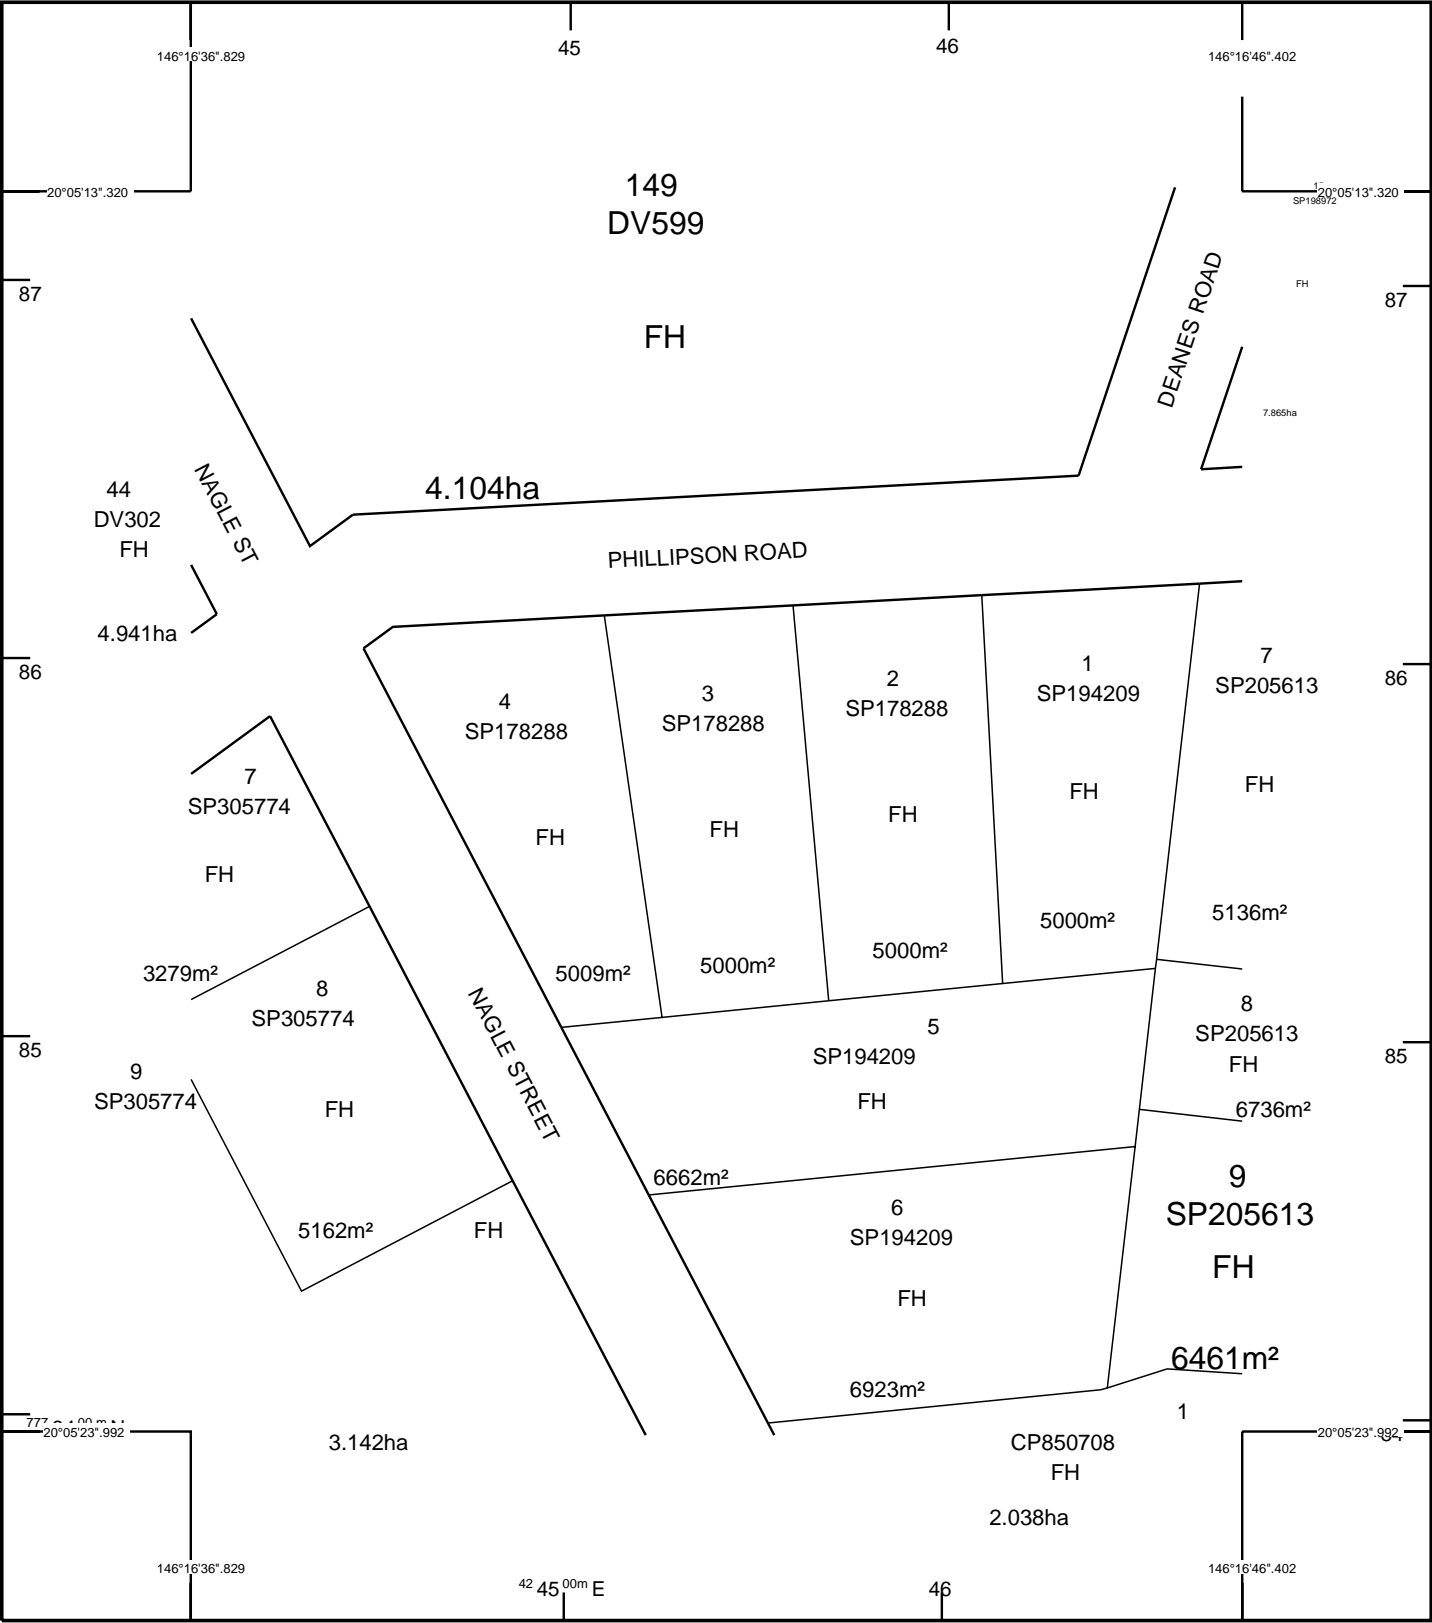 45
46
146°16'36".829
146°16'46".402
149
DV599
FH
20°05'13".320
20°05'13".320
SP198972
FH
87
87
DEANES ROAD
7.865ha
44
DV302
FH
4.941ha
NAGLE ST
4.104ha
PHILLIPSON ROAD
86
86
4
SP178288
FH
5009m²
3
SP178288
FH
5000m²
2
SP178288
FH
5000m²
1
SP194209
FH
5000m²
7
SP205613
FH
5136m²
7
SP305774
FH
3279m²
8
SP305774
FH
5162m²
NAGLE STREET
5
SP194209
FH
6662m²
8
SP205613
FH
6736m²
85
85
9
SP305774
FH
3.142ha
6
SP194209
FH
6923m²
9
SP205613
FH
6461m²
1
CP850708
FH
2.038ha
20°05'23".992
20°05'23".992
146°16'36".829
42 45 00m E
46
146°16'46".402